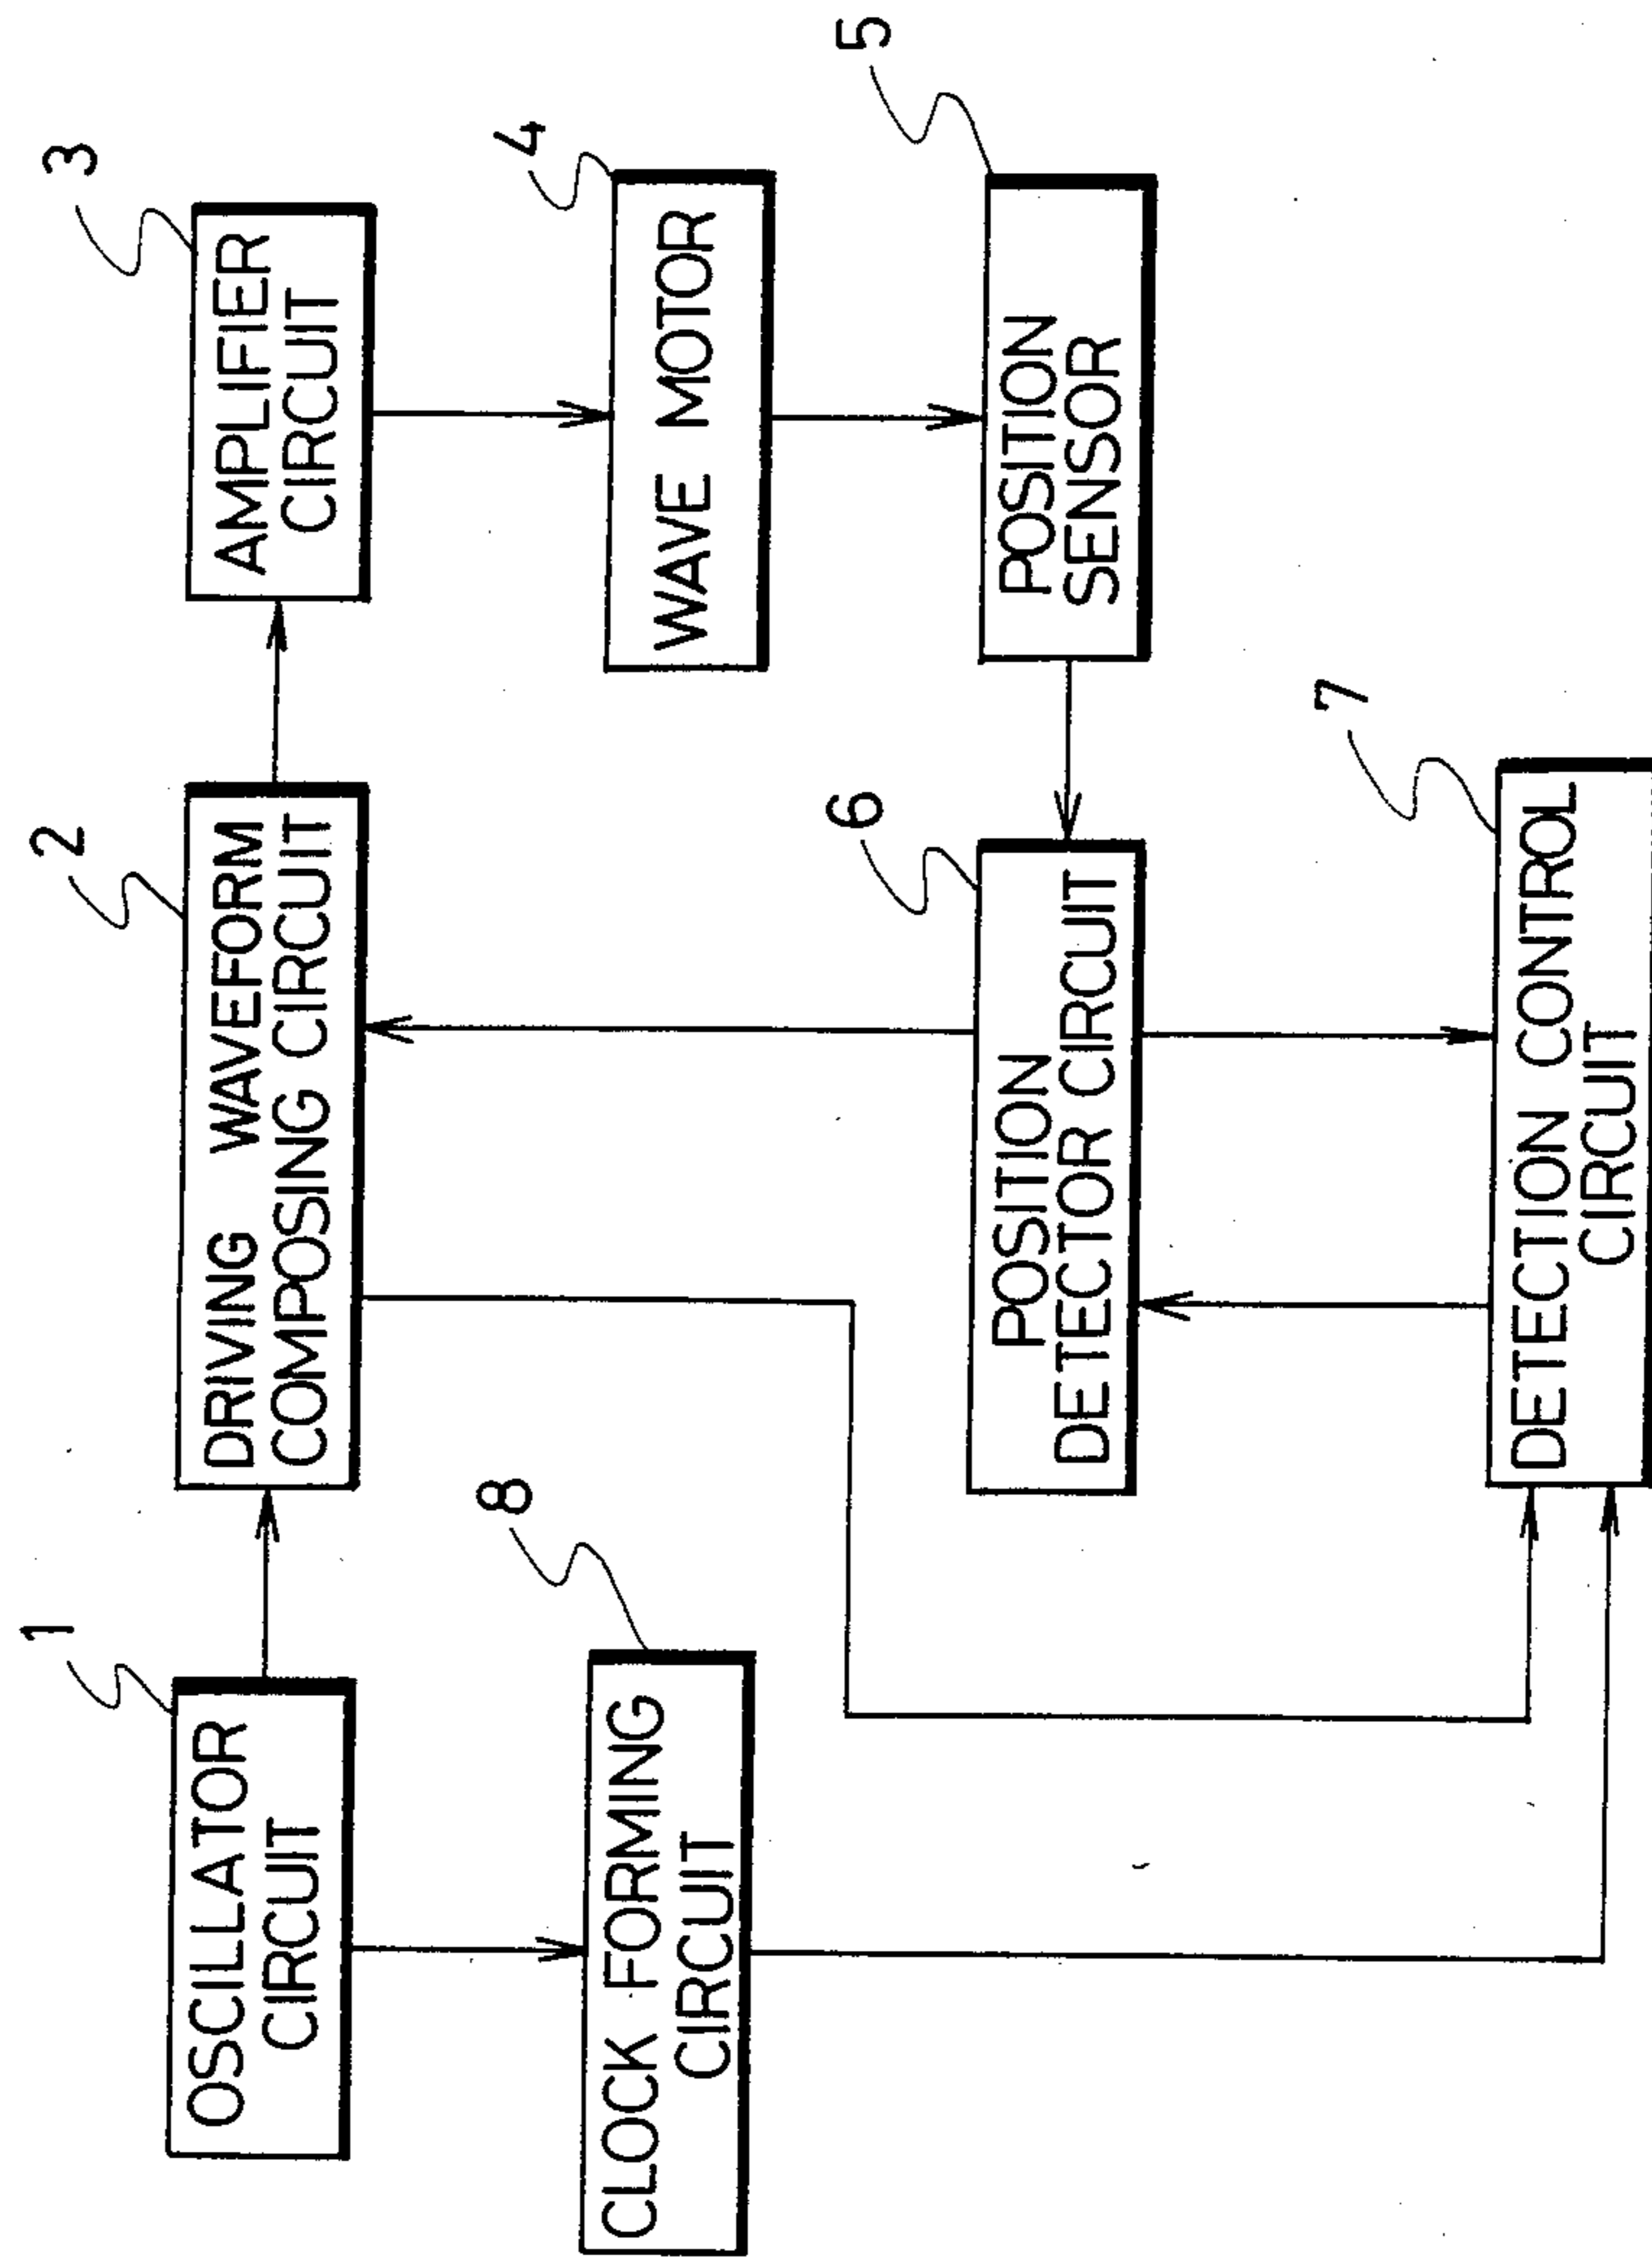 1
OSCILLATOR
CIRCUIT
2
DRIVING WAVEFORM
COMPOSING CIRCUIT
3
AMPLIFIER
CIRCUIT
8
CLOCK FORMING
CIRCUIT
4
WAVE MOTOR
6
POSITION
DETECTOR CIRCUIT
5
POSITION
SENSOR
7
DETECTION CONTROL
CIRCUIT